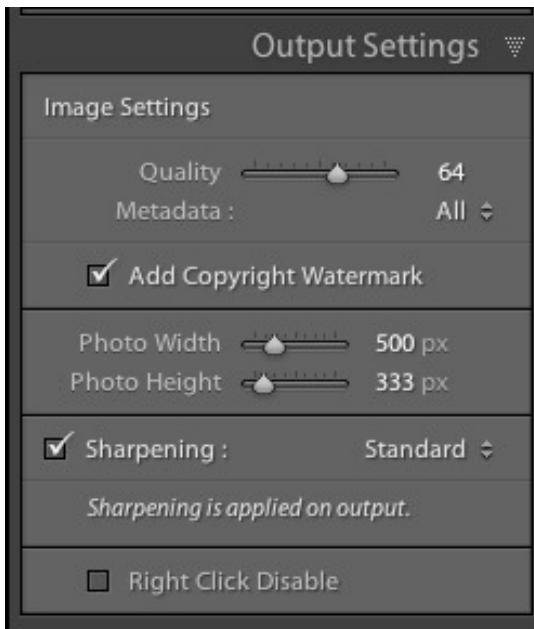 Output Settings
Image Settings
Quality 64
Metadata : All
Add Copyright Watermark
Photo Width 500 px
Photo Height 333 px
Sharpening : Standard
Sharpening is applied on output.
Right Click Disable